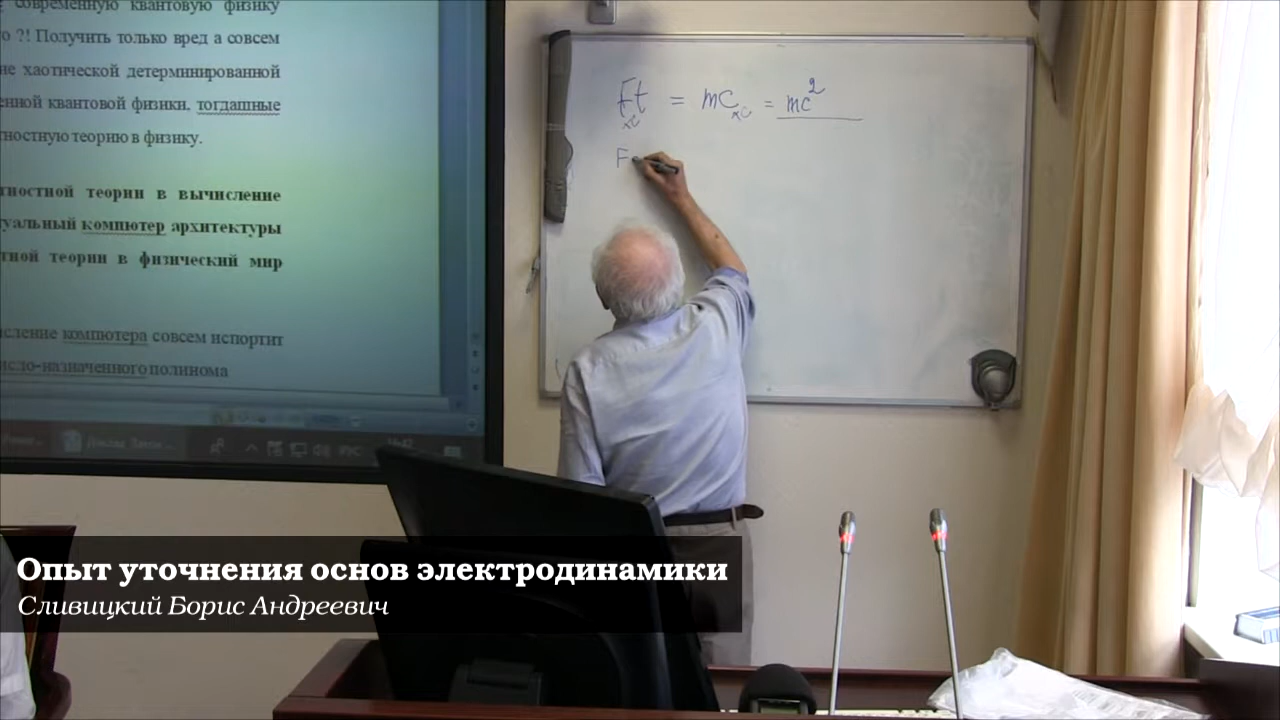 современную квантовую физику
о ?! Получить только вред а совсем
не хаотической детерминированной
енной квантовой физики, тогдашные
тностную теорию в физику.
тностной теории в вычисление
туальный компютер архитектуры
тной теории в физический мир
исление компютера совсем испортит
исло-назначенного полинома
Ft = mc = mc²
×c ×c
F
Опыт уточнения основ электродинамики
Сливицкий Борис Андреевич